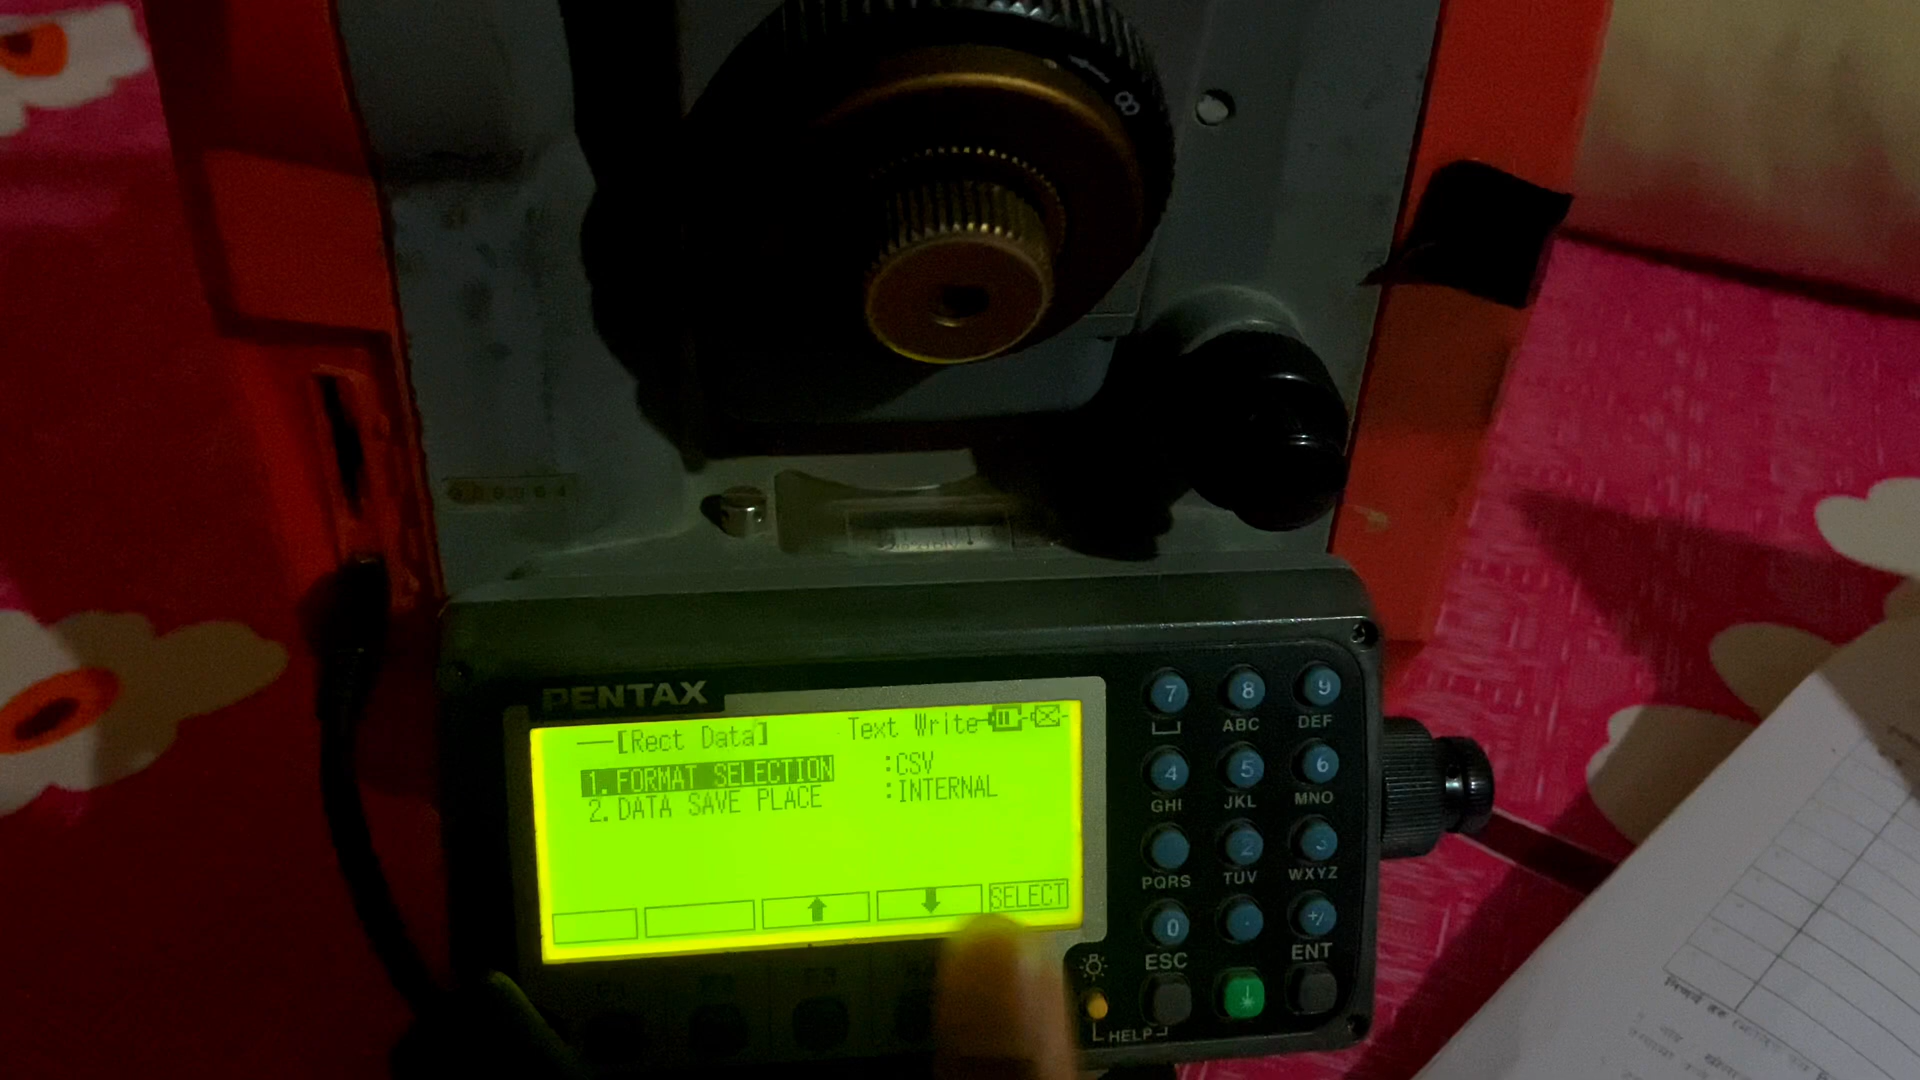 8
PENTAX
[Rect Data] Text Write
1.FORMAT SELECTION :CSV
2.DATA SAVE PLACE :INTERNAL
SELECT
7 8 9
ABC DEF
4 5 6
GHI JKL MNO
2 3
PQRS TUV WXYZ
0 . +/
ESC ENT
HELP